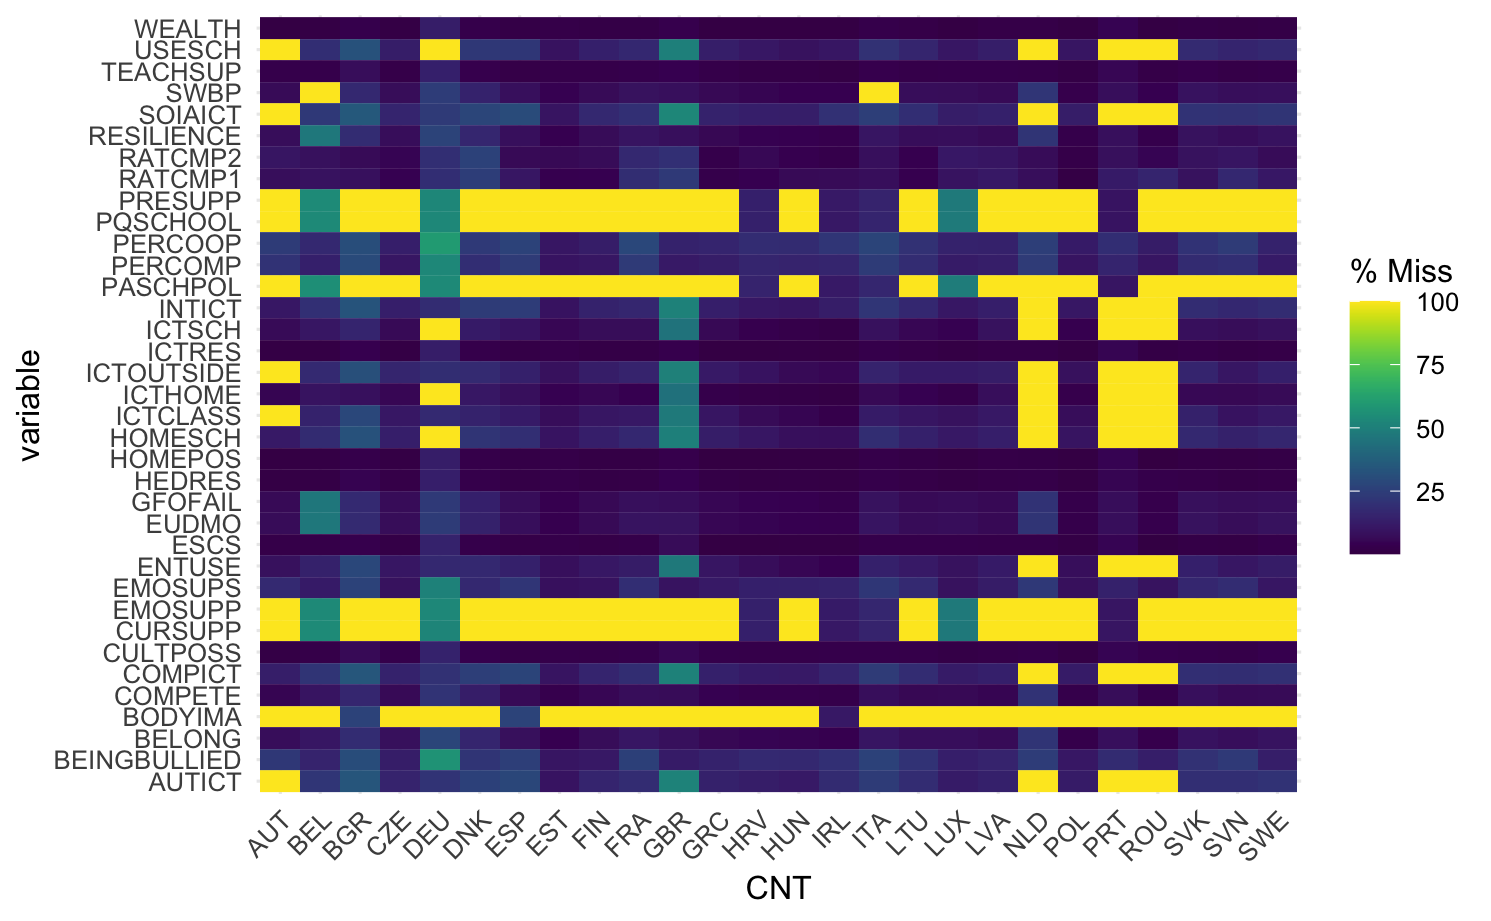 WEALTH
USESCH
TEACHSUP
SWBP
SOIAICT
RESILIENCE
RATCMP2
RATCMP1
PRESUPP
PQSCHOOL
PERCOOP
PERCOMP
PASCHPOL
INTICT
ICTSCH
ICTRES
ICTOUTSIDE
ICTHOME
ICTCLASS
HOMESCH
HOMEPOS
HEDRES
GFOFAIL
EUDMO
ESCS
ENTUSE
EMOSUPS
EMOSUPP
CURSUPP
CULTPOSS
COMPICT
COMPETE
BODYIMA
BELONG
BEINGBULLIED
AUTICT
variable
AUT BEL BGR CZE DEU DNK ESP EST FIN FRA GBR GRC HRV HUN IRL ITA LTU LUX LVA NLD POL PRT ROU SVK SVN SWE
CNT
% Miss
100
75
50
25